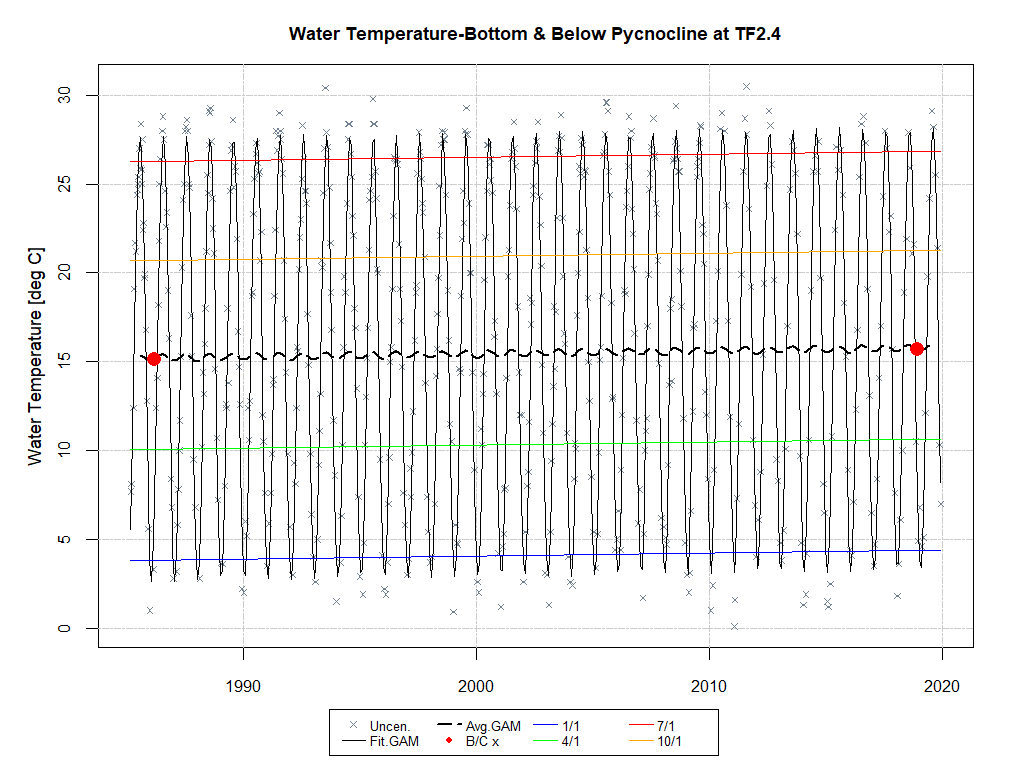 Water Temperature-Bottom & Below Pycnocline at TF2.4
Water Temperature [deg C]
30
25
20
15
10
5
0
1990 2000 2010 2020
Uncen. Avg.GAM 1/1 7/1
Fit.GAM B/C x 4/1 10/1